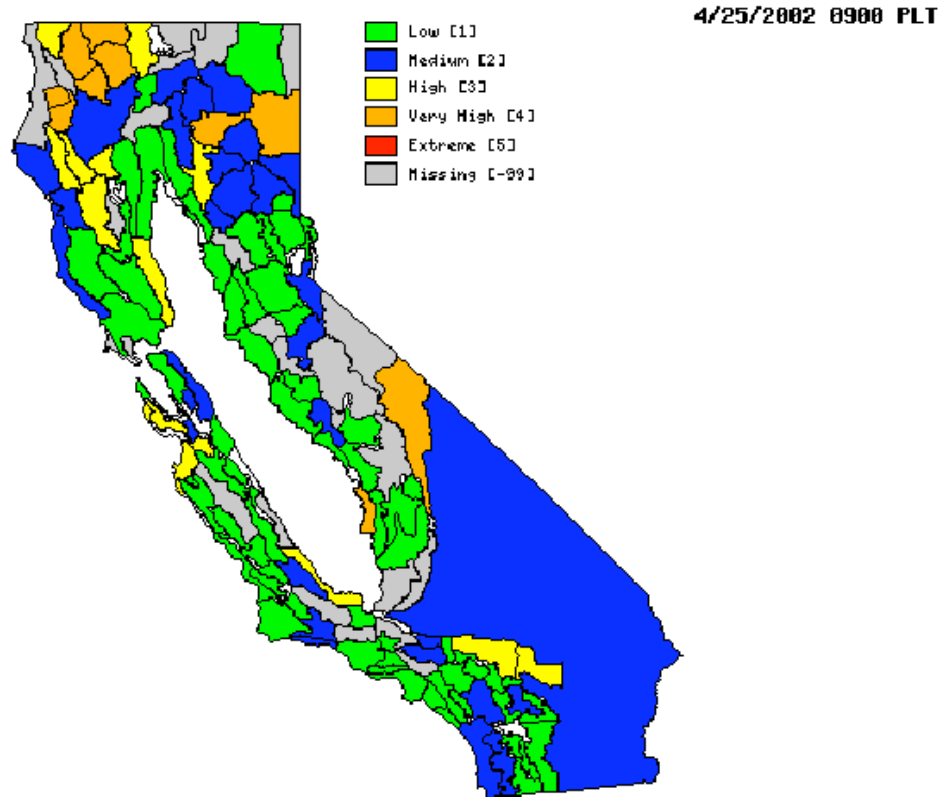 4/25/2002 0900 PLT
Low [1]
Medium [2]
High [3]
Very High [4]
Extreme [5]
Missing [-99]